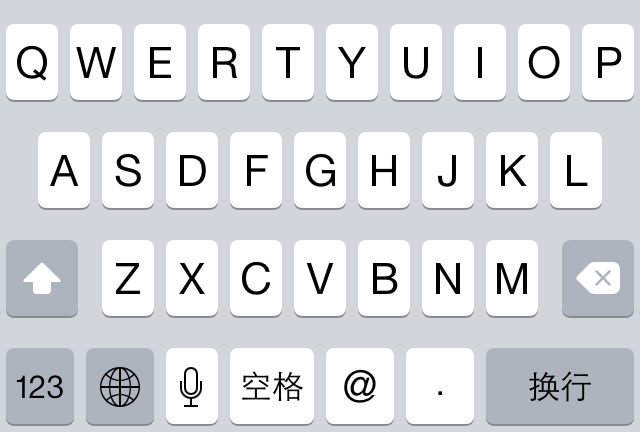 Q W E R T Y U I O P
A S D F G H J K L
Z X C V B N M
123 空格 @ . 换行